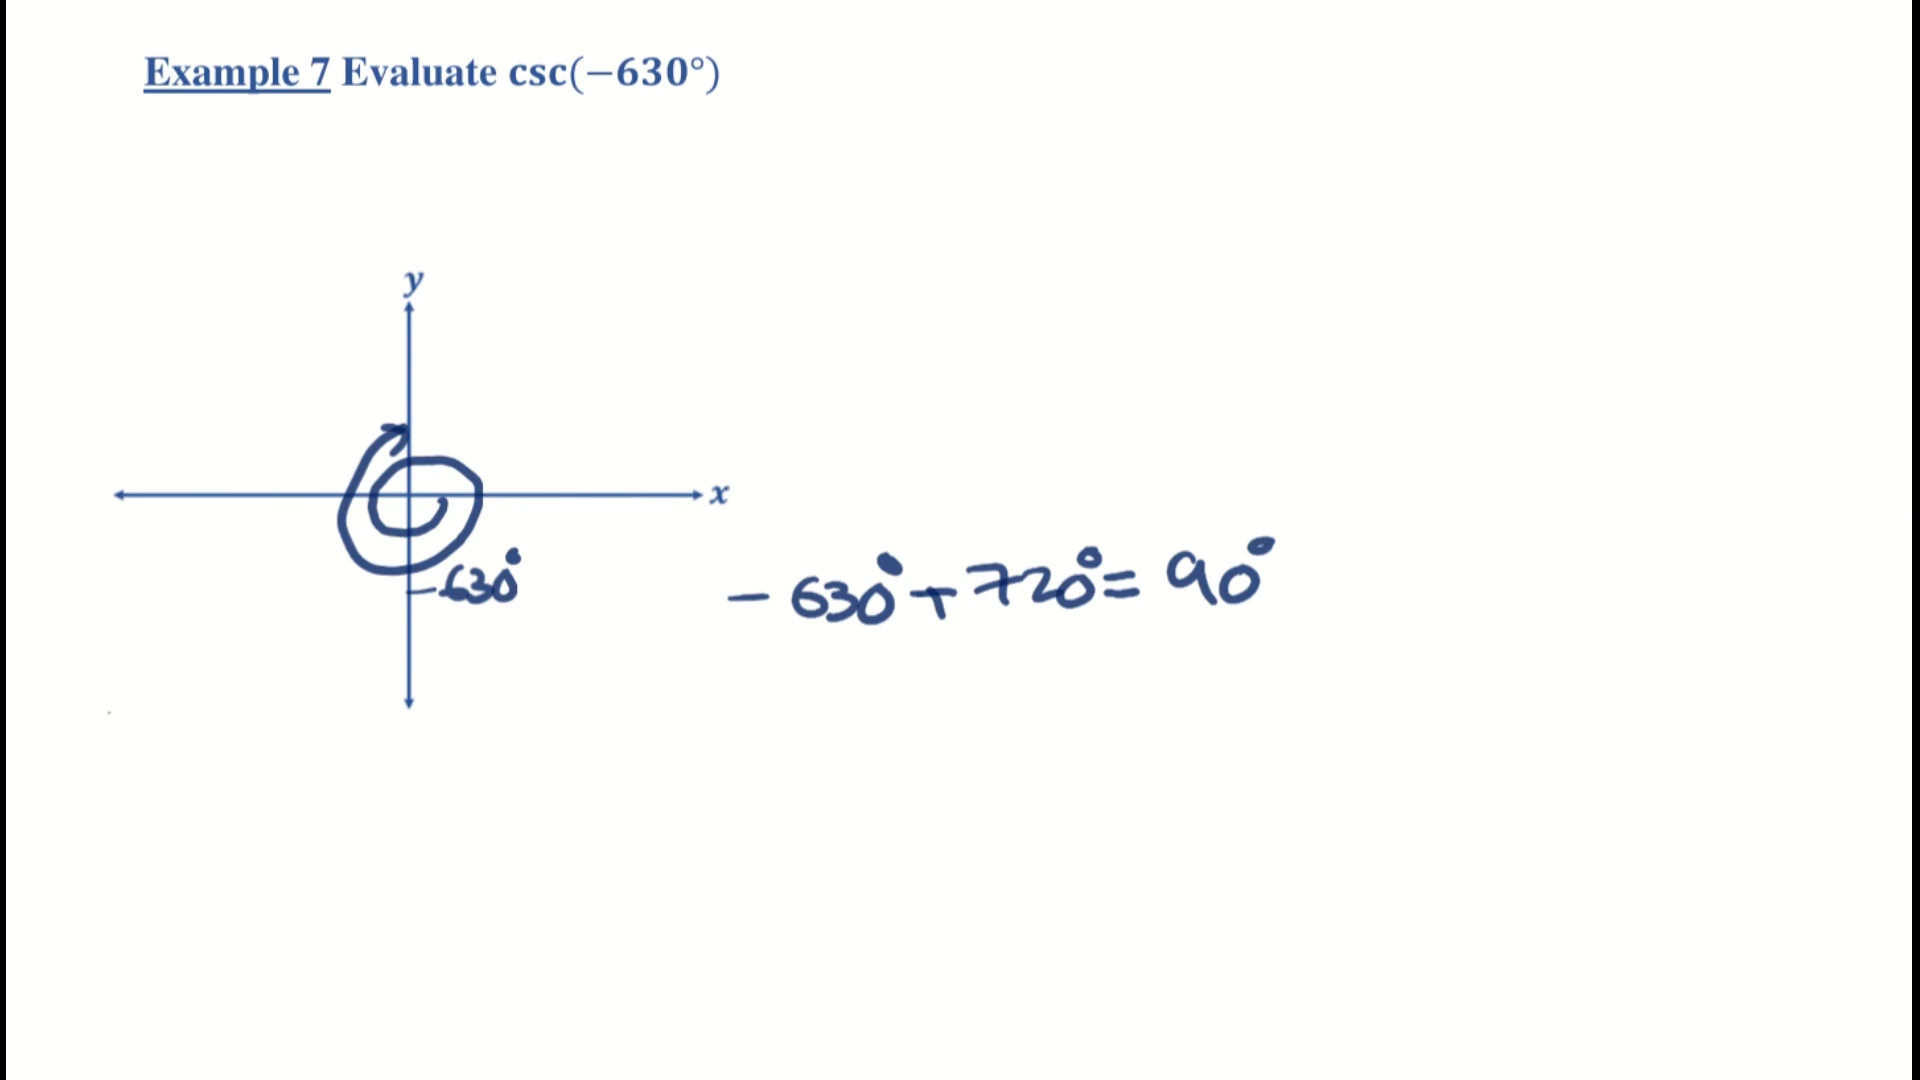 Example 7 Evaluate csc(−630°)
y
x
-630°
-630° + 720° = 90°